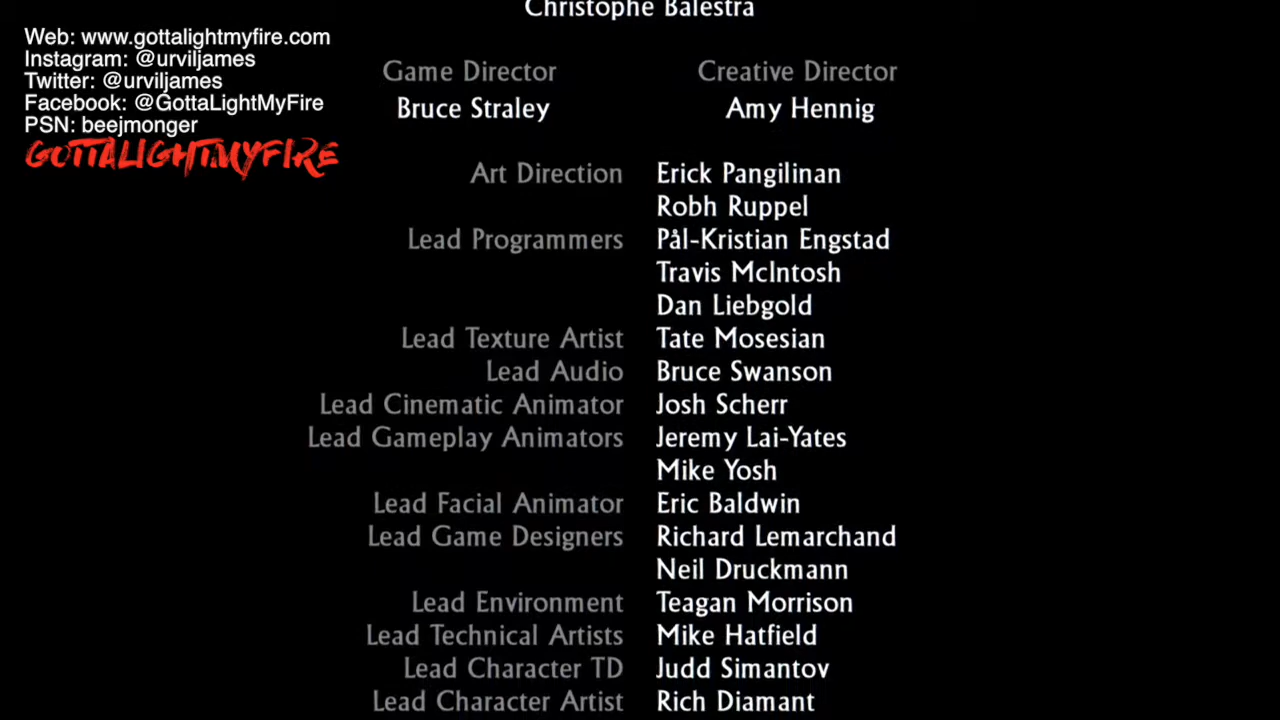 Christophe Balestra
Web: www.gottalightmyfire.com
Instagram: @urviljames
Twitter: @urviljames
Facebook: @GottaLightMyFire
PSN: beejmonger
GOTTALIGHTMYFIRE
Game Director Creative Director
Bruce Straley Amy Hennig
Art Direction Erick Pangilinan
Robh Ruppel
Lead Programmers Pål-Kristian Engstad
Travis McIntosh
Dan Liebgold
Lead Texture Artist Tate Mosesian
Lead Audio Bruce Swanson
Lead Cinematic Animator Josh Scherr
Lead Gameplay Animators Jeremy Lai-Yates
Mike Yosh
Lead Facial Animator Eric Baldwin
Lead Game Designers Richard Lemarchand
Neil Druckmann
Lead Environment Teagan Morrison
Lead Technical Artists Mike Hatfield
Lead Character TD Judd Simantov
Lead Character Artist Rich Diamant